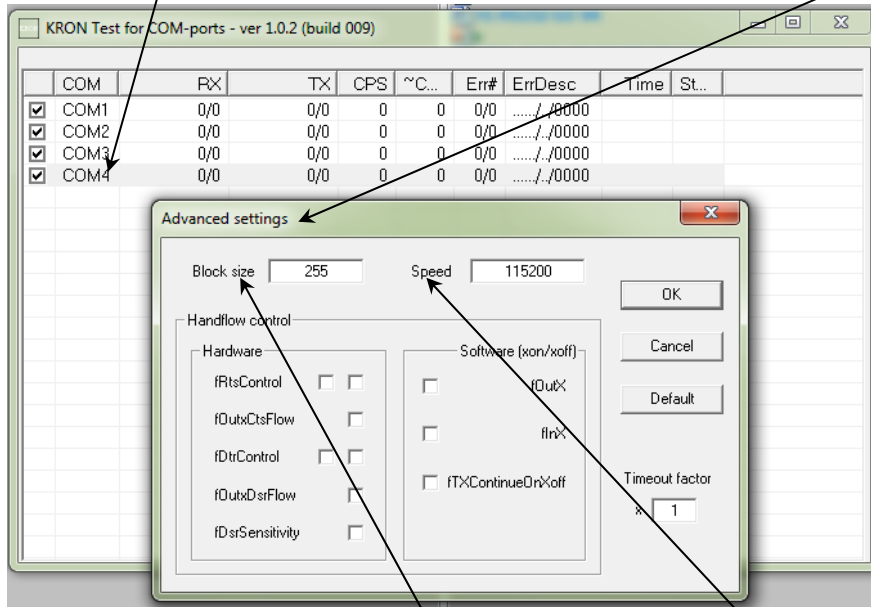 KRON Test for COM-ports - ver 1.0.2 (build 009)
COM RX TX CPS ~C... Err# ErrDesc Time St...
COM1 0/0 0/0 0 0 0/0 ....../../0000
COM2 0/0 0/0 0 0 0/0 ....../../0000
COM3 0/0 0/0 0 0 0/0 ....../../0000
COM4 0/0 0/0 0 0 0/0 ....../../0000
Advanced settings
Block size 255 Speed 115200
OK
Handflow control
Hardware Software (xon/xoff) Cancel
fRtsControl fOutX
Default
fOutxCtsFlow fInX
fDtrControl
fTXContinueOnXoff Timeout factor
fOutxDsrFlow x 1
fDsrSensitivity